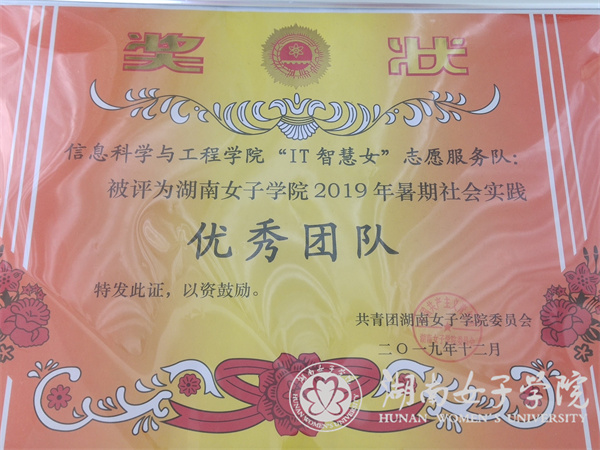 奖 状
信息科学与工程学院“IT智慧女”志愿服务队:
被评为湖南女子学院2019年暑期社会实践
优秀团队
特发此证,以资鼓励。
共青团湖南女子学院委员会
二〇一九年十二月
湖南女子学院
HUNAN WOMEN'S UNIVERSITY